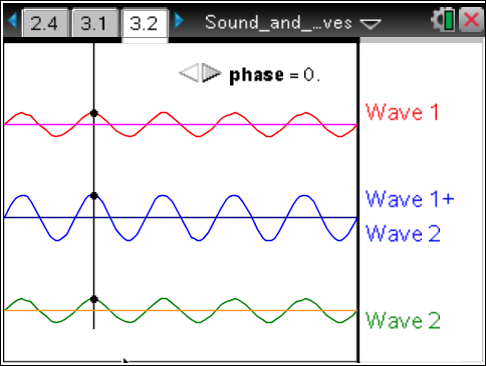 2.4 3.1 3.2 Sound_and_…ves
phase = 0.
Wave 1
Wave 1+
Wave 2
Wave 2